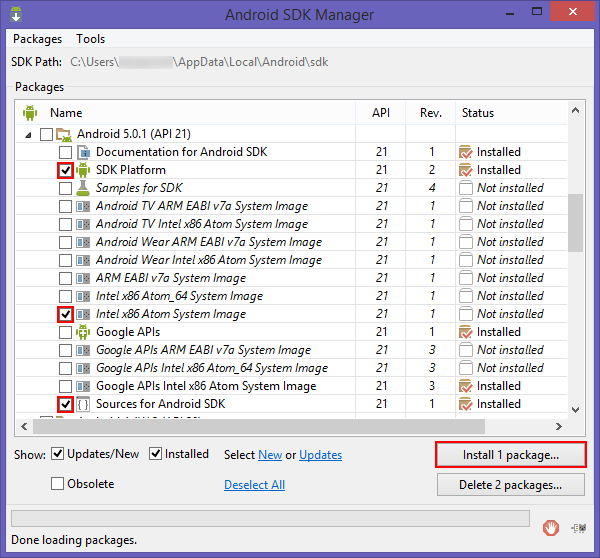 Android SDK Manager
Packages Tools
SDK Path: C:\Users\ \AppData\Local\Android\sdk
Packages
Name API Rev. Status
Android 5.0.1 (API 21)
Documentation for Android SDK 21 1 Installed
SDK Platform 21 2 Installed
Samples for SDK 21 4 Not installed
Android TV ARM EABI v7a System Image 21 1 Not installed
Android TV Intel x86 Atom System Image 21 1 Not installed
Android Wear ARM EABI v7a System Image 21 1 Not installed
Android Wear Intel x86 Atom System Image 21 1 Not installed
ARM EABI v7a System Image 21 1 Not installed
Intel x86 Atom_64 System Image 21 1 Not installed
Intel x86 Atom System Image 21 1 Not installed
Google APIs 21 1 Installed
Google APIs ARM EABI v7a System Image 21 3 Not installed
Google APIs Intel x86 Atom_64 System Image 21 3 Not installed
Google APIs Intel x86 Atom System Image 21 3 Installed
Sources for Android SDK 21 1 Installed
Show: Updates/New Installed Select New or Updates Install 1 package...
Obsolete Deselect All Delete 2 packages...
Done loading packages.